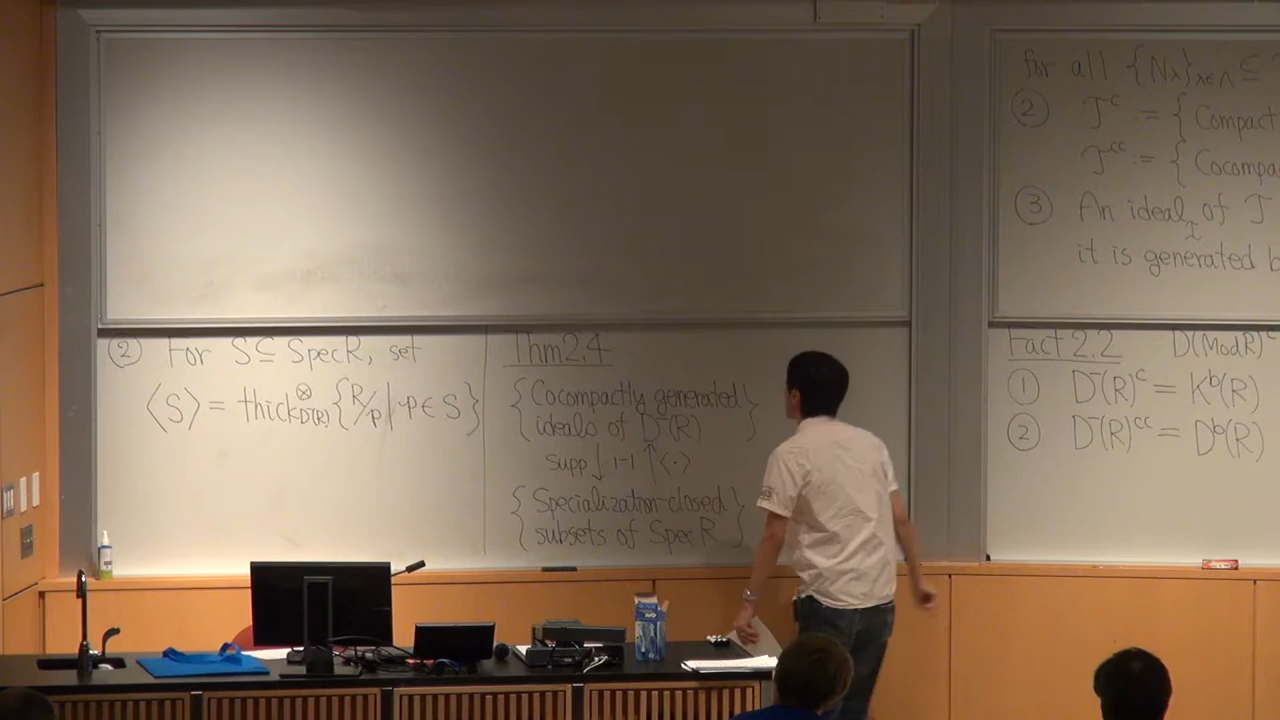 ② For S ⊆ Spec R, set
⟨S⟩ = thick^⊗_{D^-(R)} { R/p | p ∈ S }
Thm 2.4
{ Cocompactly generated
ideals of D^-(R) }
supp ↓ 1-1 ↑ ⟨·⟩
{ Specialization-closed
subsets of Spec R }
for all {N_λ}_{λ∈Λ} ⊆
② T^c := { Compact
T^cc := { Cocompa
③ An ideal I of T
it is generated b
Fact 2.2 D(Mod R)^c
① D^-(R)^c = K^b(R)
② D^-(R)^cc = D^b(R)